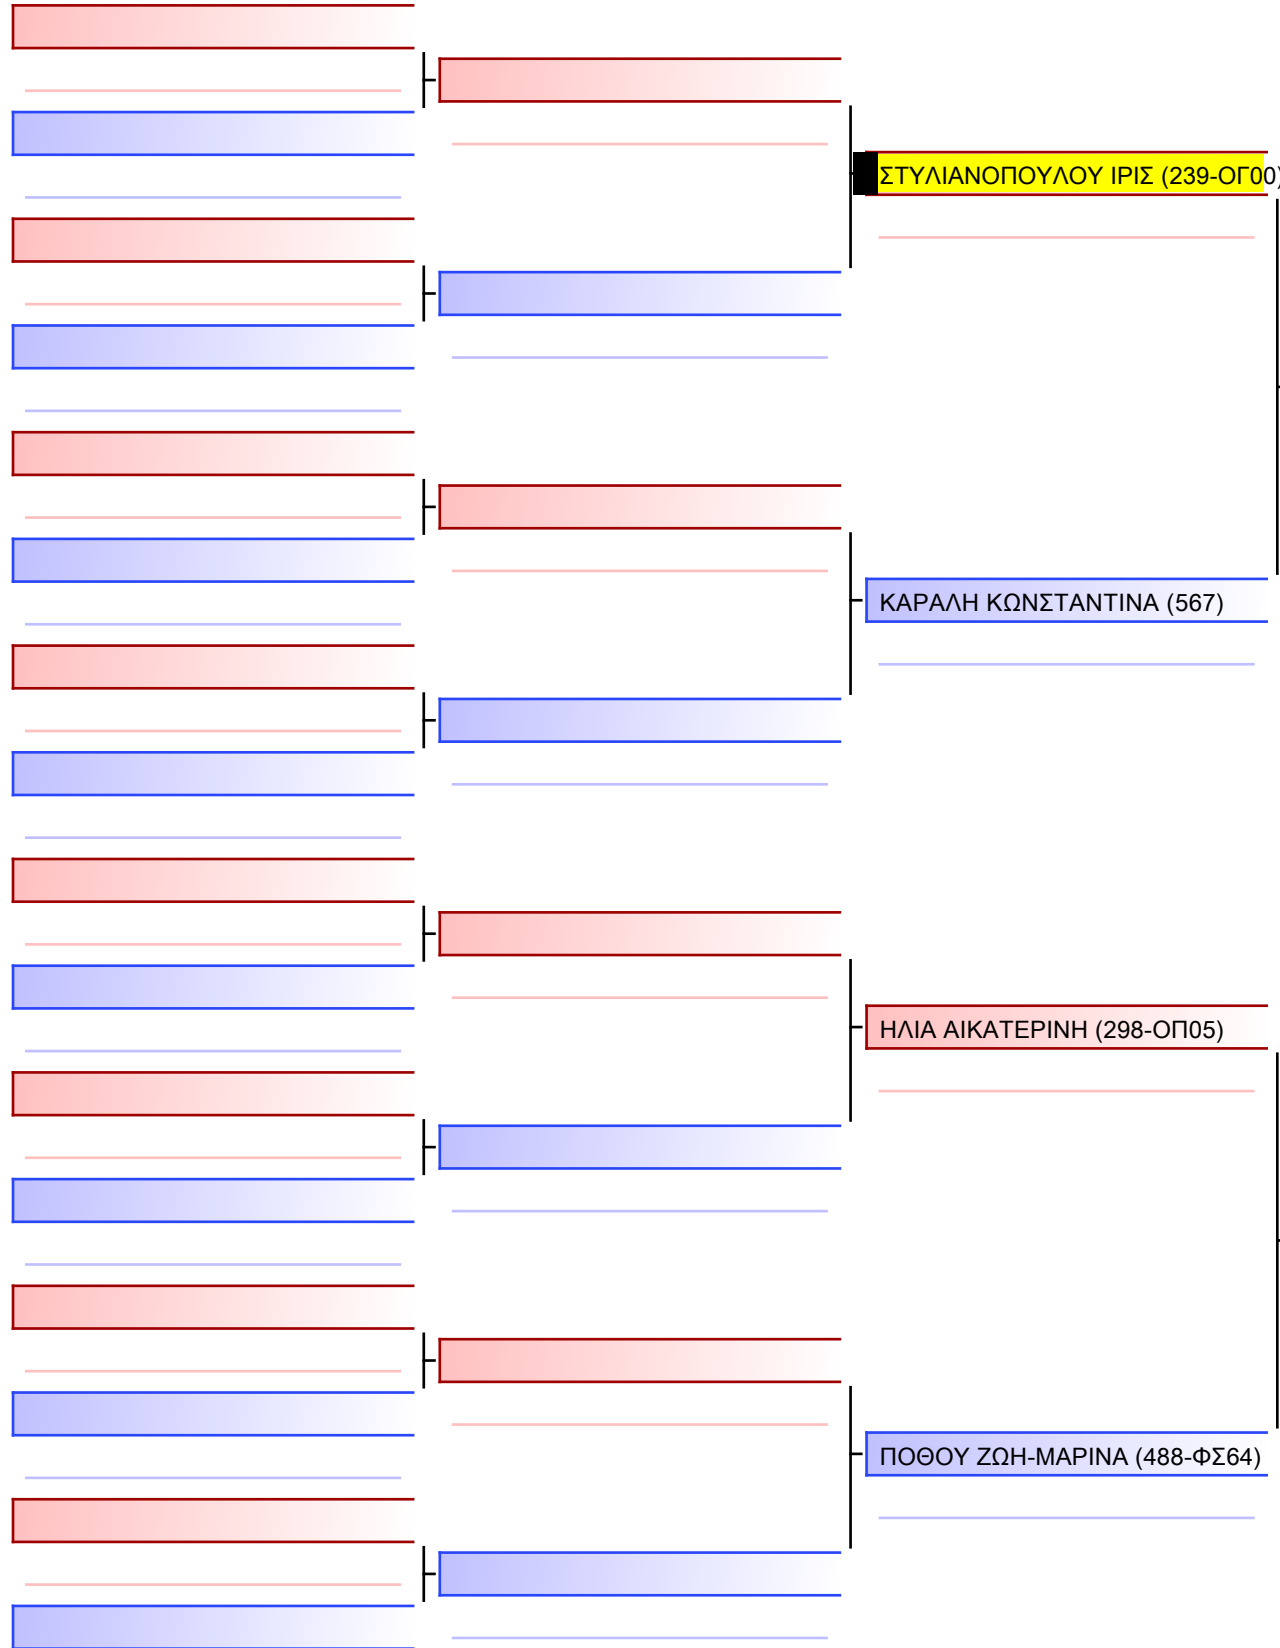 ΣΤΥΛΙΑΝΟΠΟΥΛΟΥ ΙΡΙΣ (239-ΟΓ00)
ΚΑΡΑΛΗ ΚΩΝΣΤΑΝΤΙΝΑ (567)
ΗΛΙΑ ΑΙΚΑΤΕΡΙΝΗ (298-ΟΠ05)
ΠΟΘΟΥ ΖΩΗ-ΜΑΡΙΝΑ (488-ΦΣ64)